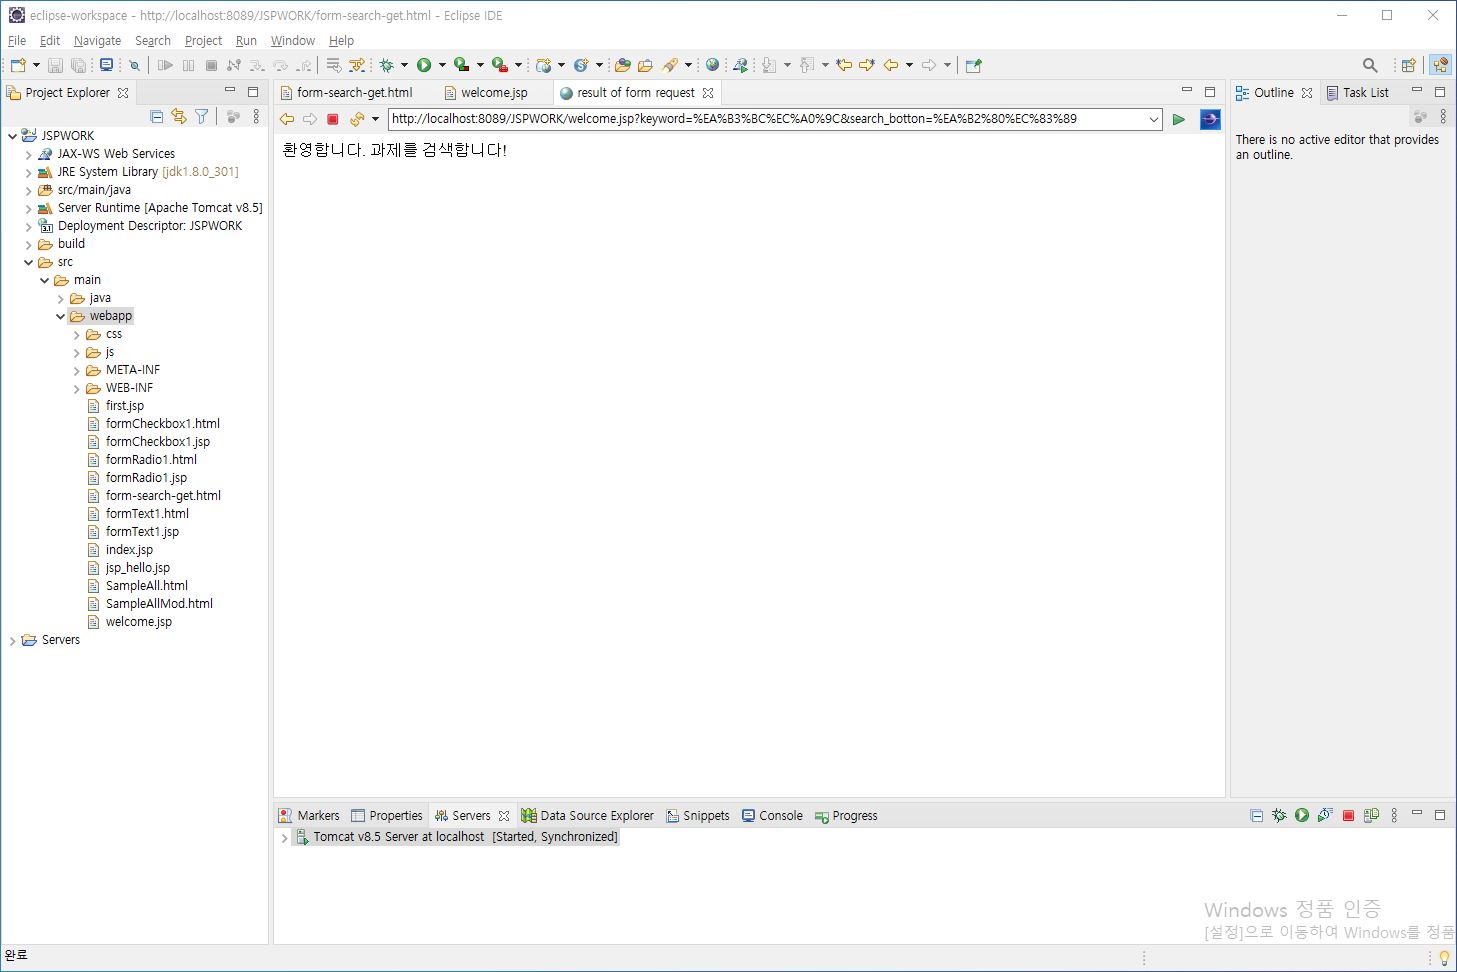 eclipse-workspace - http://localhost:8089/JSPWORK/form-search-get.html - Eclipse IDE
File Edit Navigate Search Project Run Window Help
Project Explorer
JSPWORK
JAX-WS Web Services
JRE System Library [jdk1.8.0_301]
src/main/java
Server Runtime [Apache Tomcat v8.5]
Deployment Descriptor: JSPWORK
build
src
main
java
webapp
css
js
META-INF
WEB-INF
first.jsp
formCheckbox1.html
formCheckbox1.jsp
formRadio1.html
formRadio1.jsp
form-search-get.html
formText1.html
formText1.jsp
index.jsp
jsp_hello.jsp
SampleAll.html
SampleAllMod.html
welcome.jsp
Servers
form-search-get.html welcome.jsp result of form request
http://localhost:8089/JSPWORK/welcome.jsp?keyword=%EA%B3%BC%EC%A0%9C&search_botton=%EA%B2%80%EC%83%89
환영합니다. 과제를 검색합니다!
Outline Task List
There is no active editor that provides
an outline.
Markers Properties Servers Data Source Explorer Snippets Console Progress
Tomcat v8.5 Server at localhost [Started, Synchronized]
Windows 정품 인증
[설정]으로 이동하여 Windows를 정품
완료